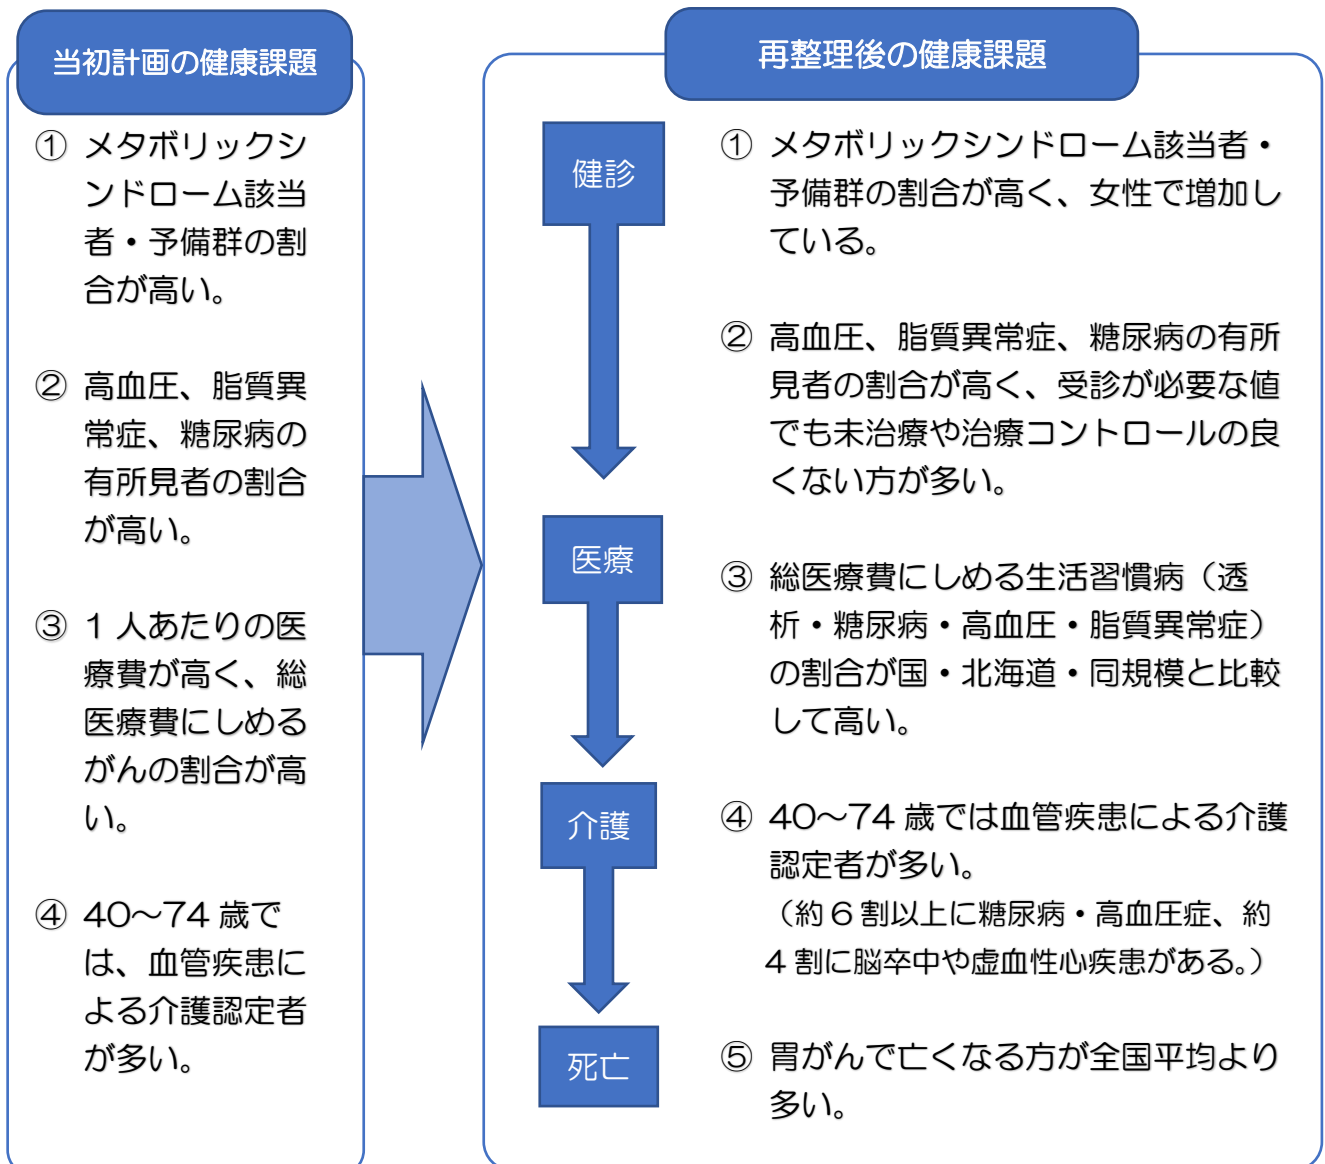 当初計画の健康課題
① メタボリックシ
ンドローム該当
者・予備群の割
合が高い。
② 高血圧、脂質異
常症、糖尿病の
有所見者の割合
が高い。
③ 1 人あたりの医
療費が高く、総
医療費にしめる
がんの割合が高
い。
④ 40～74 歳で
は、血管疾患に
よる介護認定者
が多い。
再整理後の健康課題
健診
医療
介護
死亡
① メタボリックシンドローム該当者・
予備群の割合が高く、女性で増加し
ている。
② 高血圧、脂質異常症、糖尿病の有所
見者の割合が高く、受診が必要な値
でも未治療や治療コントロールの良
くない方が多い。
③ 総医療費にしめる生活習慣病（透
析・糖尿病・高血圧・脂質異常症）
の割合が国・北海道・同規模と比較
して高い。
④ 40～74 歳では血管疾患による介護
認定者が多い。
（約 6 割以上に糖尿病・高血圧症、約
4 割に脳卒中や虚血性心疾患がある。）
⑤ 胃がんで亡くなる方が全国平均より
多い。